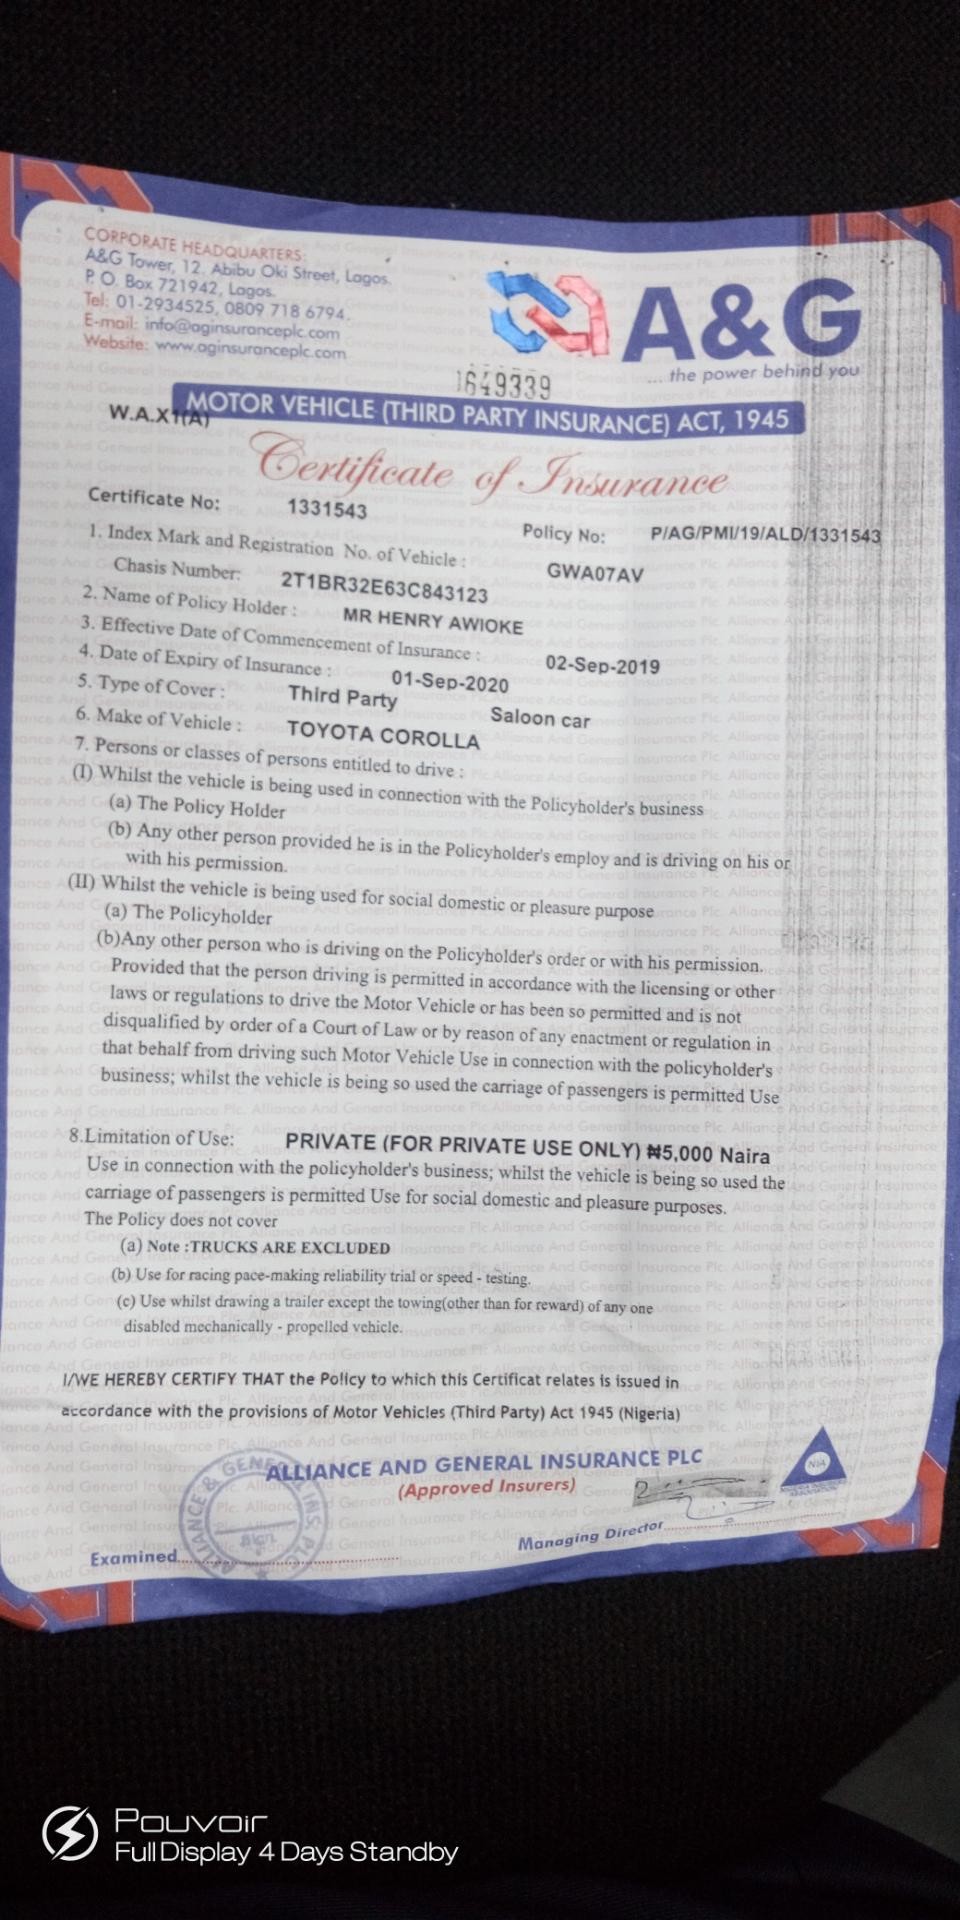 CORPORATE HEADQUARTERS:
A&G Tower, 12, Abibu Oki Street, Lagos.
P. O. Box 721942, Lagos.
Tel: 01-2934525, 0809 718 6794.
E-mail: info@aginsuranceplc.com
Website: www.aginsuranceplc.com
A&G
... the power behind you
1649339
W.A.X1(A)
MOTOR VEHICLE (THIRD PARTY INSURANCE) ACT, 1945
Certificate of Insurance
Certificate No: 1331543
Policy No: P/AG/PMI/19/ALD/1331543
1. Index Mark and Registration No. of Vehicle : GWA07AV
Chasis Number: 2T1BR32E63C843123
2. Name of Policy Holder : MR HENRY AWIOKE
3. Effective Date of Commencement of Insurance : 02-Sep-2019
4. Date of Expiry of Insurance : 01-Sep-2020
5. Type of Cover : Third Party Saloon car
6. Make of Vehicle : TOYOTA COROLLA
7. Persons or classes of persons entitled to drive :
(I) Whilst the vehicle is being used in connection with the Policyholder's business
(a) The Policy Holder
(b) Any other person provided he is in the Policyholder's employ and is driving on his or
with his permission.
(II) Whilst the vehicle is being used for social domestic or pleasure purpose
(a) The Policyholder
(b)Any other person who is driving on the Policyholder's order or with his permission.
Provided that the person driving is permitted in accordance with the licensing or other
laws or regulations to drive the Motor Vehicle or has been so permitted and is not
disqualified by order of a Court of Law or by reason of any enactment or regulation in
that behalf from driving such Motor Vehicle Use in connection with the policyholder's
business; whilst the vehicle is being so used the carriage of passengers is permitted Use
8.Limitation of Use: PRIVATE (FOR PRIVATE USE ONLY) ₦5,000 Naira
Use in connection with the policyholder's business; whilst the vehicle is being so used the
carriage of passengers is permitted Use for social domestic and pleasure purposes.
The Policy does not cover
(a) Note :TRUCKS ARE EXCLUDED
(b) Use for racing pace-making reliability trial or speed - testing.
(c) Use whilst drawing a trailer except the towing(other than for reward) of any one
disabled mechanically - propelled vehicle.
I/WE HEREBY CERTIFY THAT the Policy to which this Certificat relates is issued in
accordance with the provisions of Motor Vehicles (Third Party) Act 1945 (Nigeria)
ALLIANCE AND GENERAL INSURANCE PLC
(Approved Insurers)
NIA
Examined
Managing Director
Pouvoir
Full Display 4 Days Standby